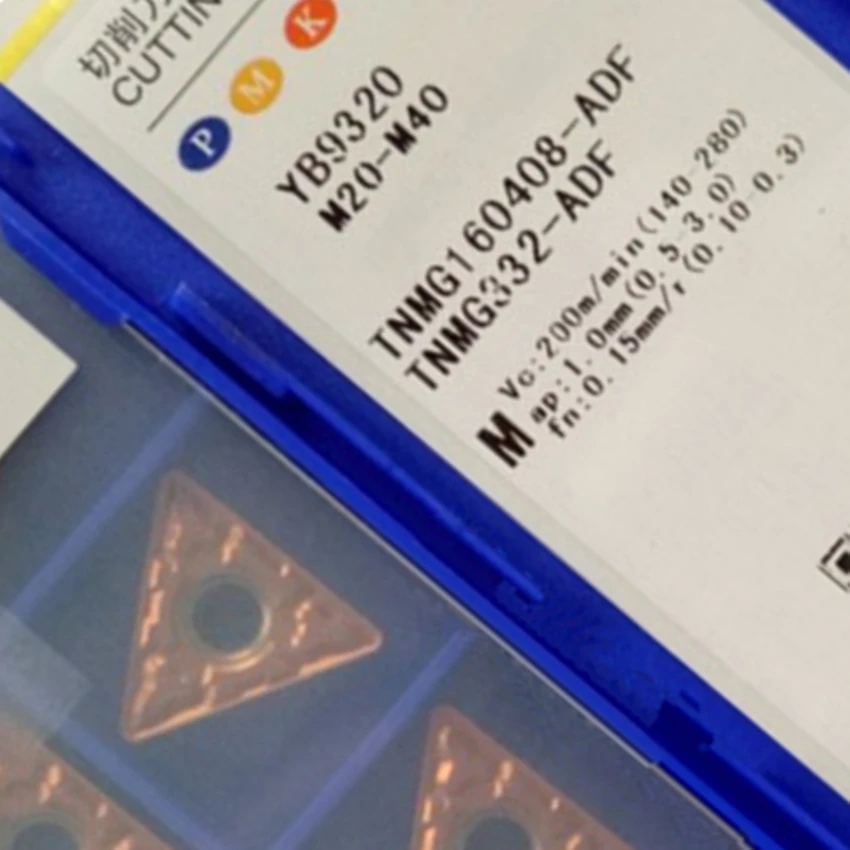 切削刀
CUTTIN
P M K
YB9320
M20-M40
TNMG160408-ADF
TNMG332-ADF
M
Vc:200m/min(140-280)
ap:1.0mm(0.5-3.0)
fn:0.15mm/r(0.10-0.3)